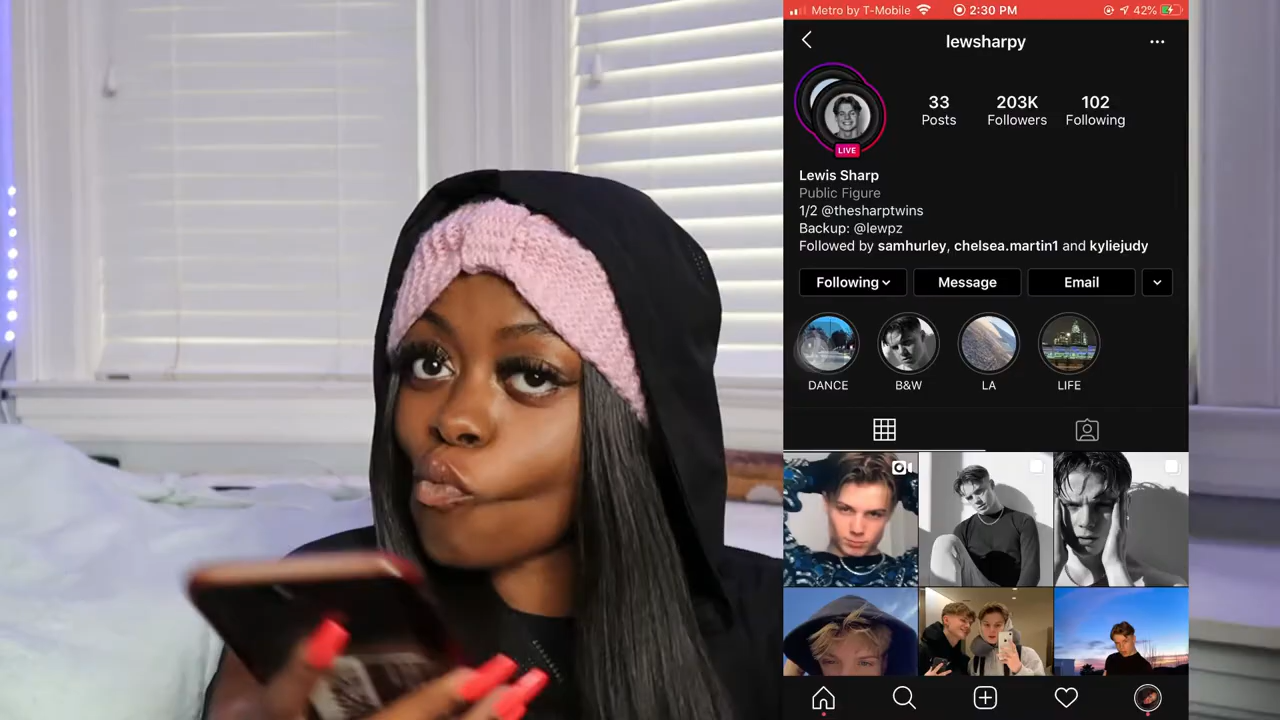 Metro by T-Mobile 2:30 PM 42%
lewsharpy
33 203K 102
Posts Followers Following
LIVE
Lewis Sharp
Public Figure
1/2 @thesharptwins
Backup: @lewpz
Followed by samhurley, chelsea.martin1 and kyliejudy
Following Message Email
DANCE B&W LA LIFE